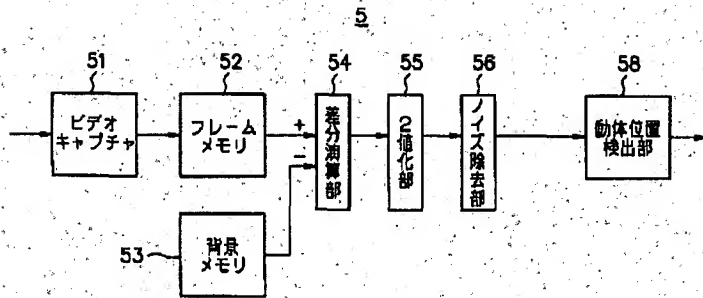 5
51
ビデオ
キャプチャ
52
フレーム
メモリ
53
背景
メモリ
+
−
54
差分演算部
55
2値化部
56
ノイズ除去部
58
動体位置
検出部